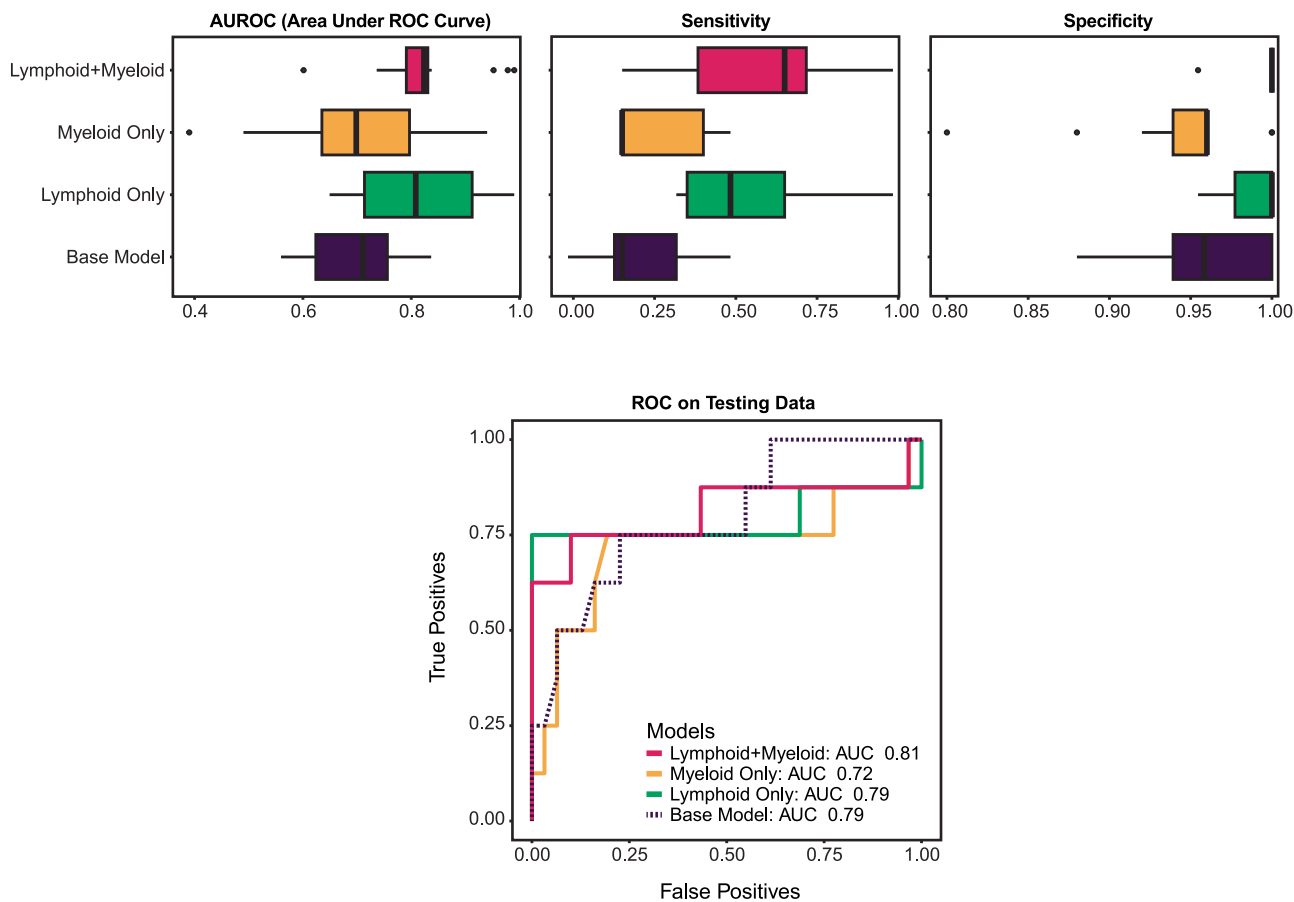 AUROC (Area Under ROC Curve)
Sensitivity
Specificity
Lymphoid+Myeloid
Myeloid Only
Lymphoid Only
Base Model
0.4 0.6 0.8 1.0
0.00 0.25 0.50 0.75 1.00
0.80 0.85 0.90 0.95 1.00
ROC on Testing Data
True Positives
1.00
0.75
0.50
0.25
0.00
Models
Lymphoid+Myeloid: AUC 0.81
Myeloid Only: AUC 0.72
Lymphoid Only: AUC 0.79
Base Model: AUC 0.79
0.00 0.25 0.50 0.75 1.00
False Positives